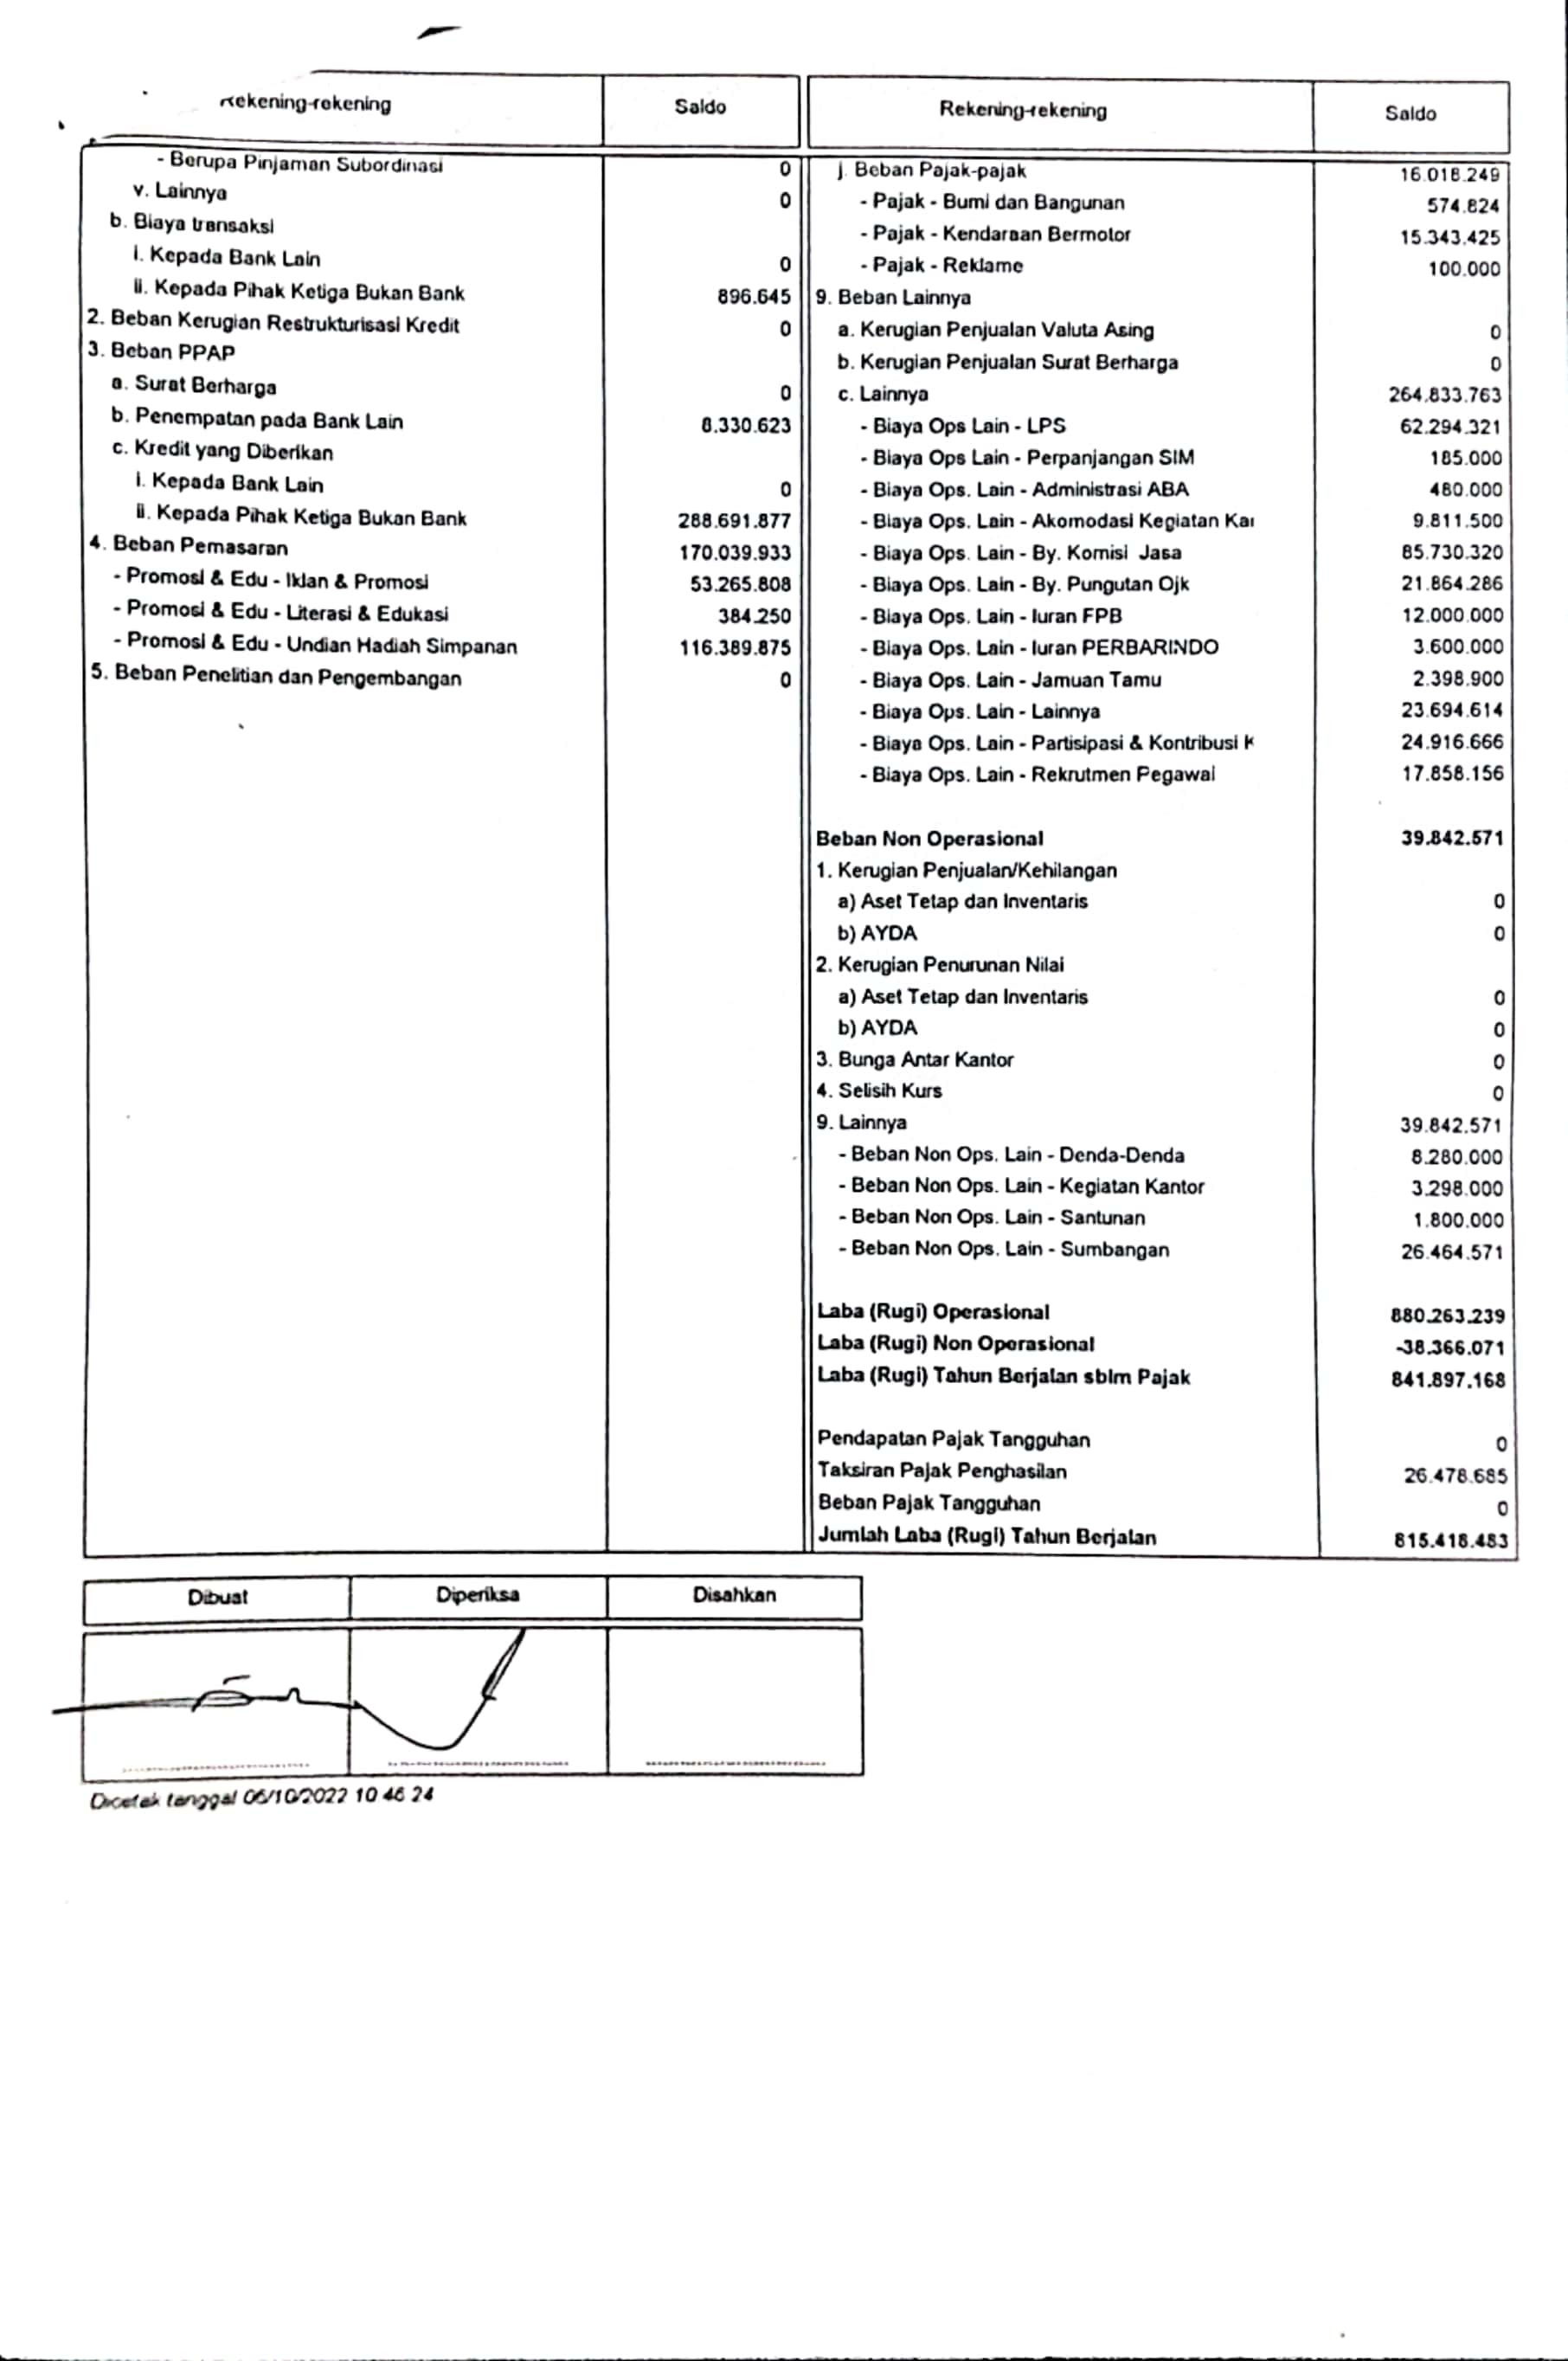 Rekening-rekening Saldo
- Berupa Pinjaman Subordinasi 0
v. Lainnya 0
b. Biaya transaksi
i. Kepada Bank Lain 0
ii. Kepada Pihak Ketiga Bukan Bank 896.645
2. Beban Kerugian Restrukturisasi Kredit 0
3. Beban PPAP
a. Surat Berharga 0
b. Penempatan pada Bank Lain 8.330.623
c. Kredit yang Diberikan
i. Kepada Bank Lain 0
ii. Kepada Pihak Ketiga Bukan Bank 288.691.877
4. Beban Pemasaran 170.039.933
- Promosi & Edu - Iklan & Promosi 53.265.808
- Promosi & Edu - Literasi & Edukasi 384.250
- Promosi & Edu - Undian Hadiah Simpanan 116.389.875
5. Beban Penelitian dan Pengembangan 0
Rekening-rekening Saldo
j. Beban Pajak-pajak 16.018.249
- Pajak - Bumi dan Bangunan 574.824
- Pajak - Kendaraan Bermotor 15.343.425
- Pajak - Reklame 100.000
9. Beban Lainnya
a. Kerugian Penjualan Valuta Asing 0
b. Kerugian Penjualan Surat Berharga 0
c. Lainnya 264.833.763
- Biaya Ops Lain - LPS 62.294.321
- Biaya Ops Lain - Perpanjangan SIM 185.000
- Biaya Ops. Lain - Administrasi ABA 480.000
- Biaya Ops. Lain - Akomodasi Kegiatan Kai 9.811.500
- Biaya Ops. Lain - By. Komisi Jasa 85.730.320
- Biaya Ops. Lain - By. Pungutan Ojk 21.864.286
- Biaya Ops. Lain - Iuran FPB 12.000.000
- Biaya Ops. Lain - Iuran PERBARINDO 3.600.000
- Biaya Ops. Lain - Jamuan Tamu 2.398.900
- Biaya Ops. Lain - Lainnya 23.694.614
- Biaya Ops. Lain - Partisipasi & Kontribusi K 24.916.666
- Biaya Ops. Lain - Rekrutmen Pegawai 17.858.156
Beban Non Operasional 39.842.571
1. Kerugian Penjualan/Kehilangan
a) Aset Tetap dan Inventaris 0
b) AYDA 0
2. Kerugian Penurunan Nilai
a) Aset Tetap dan Inventaris 0
b) AYDA 0
3. Bunga Antar Kantor 0
4. Selisih Kurs 0
9. Lainnya 39.842.571
- Beban Non Ops. Lain - Denda-Denda 8.280.000
- Beban Non Ops. Lain - Kegiatan Kantor 3.298.000
- Beban Non Ops. Lain - Santunan 1.800.000
- Beban Non Ops. Lain - Sumbangan 26.464.571
Laba (Rugi) Operasional 880.263.239
Laba (Rugi) Non Operasional -38.366.071
Laba (Rugi) Tahun Berjalan sblm Pajak 841.897.168
Pendapatan Pajak Tangguhan 0
Taksiran Pajak Penghasilan 26.478.685
Beban Pajak Tangguhan 0
Jumlah Laba (Rugi) Tahun Berjalan 815.418.483
Dibuat Diperiksa Disahkan
Dicetak tanggal 06/10/2022 10 46 24